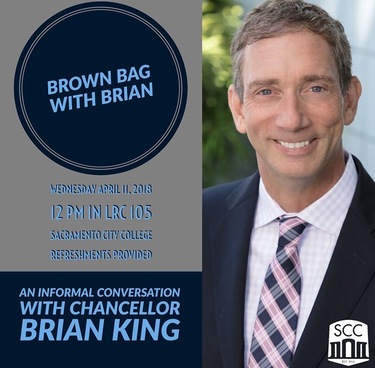 BROWN BAG
WITH BRIAN
WEDNESDAY APRIL 11, 2018
12 PM IN LRC 105
SACRAMENTO CITY COLLEGE
REFRESHMENTS PROVIDED
AN INFORMAL CONVERSATION
WITH CHANCELLOR
BRIAN KING
SCC